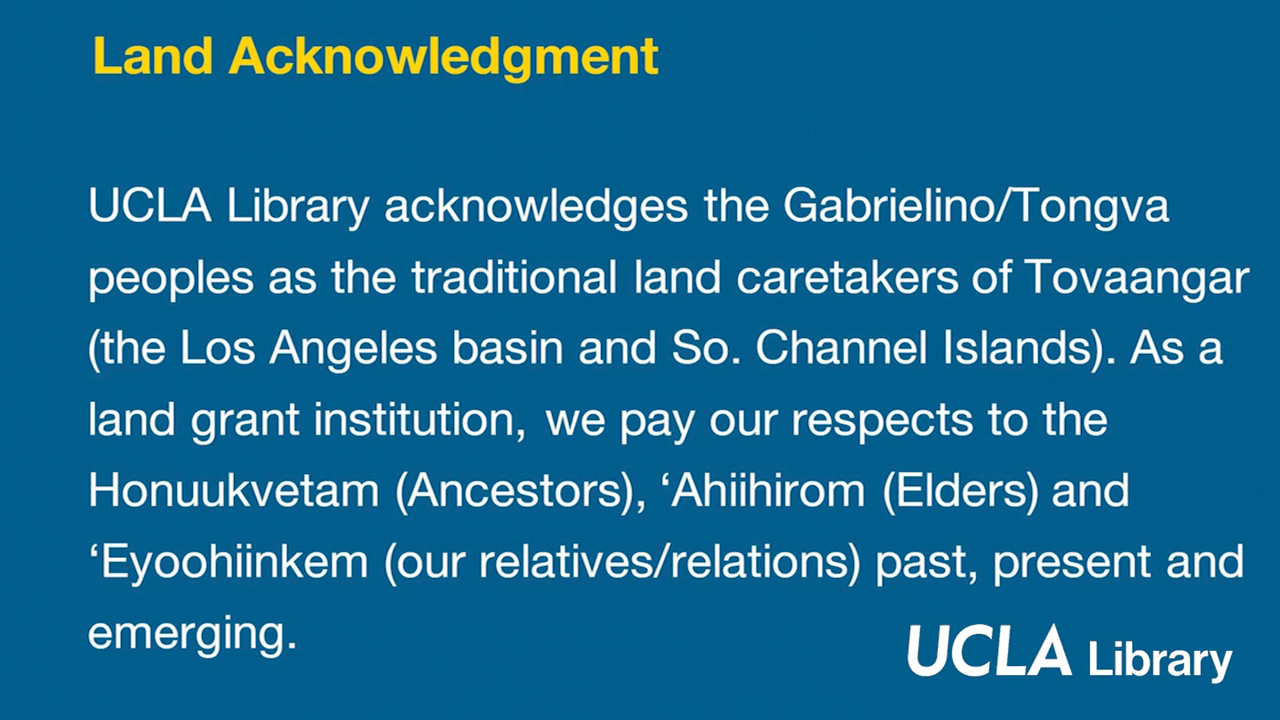 Land Acknowledgment
UCLA Library acknowledges the Gabrielino/Tongva
peoples as the traditional land caretakers of Tovaangar
(the Los Angeles basin and So. Channel Islands). As a
land grant institution, we pay our respects to the
Honuukvetam (Ancestors), ‘Ahiihirom (Elders) and
‘Eyoohiinkem (our relatives/relations) past, present and
emerging.
UCLA Library